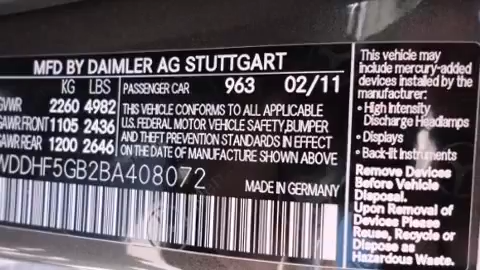 MFD BY DAIMLER AG STUTTGART
KG LBS
GVWR 2260 4982
GAWR.FRONT 1105 2436
GAWR.REAR 1200 2646
PASSENGER CAR 963 02/11
THIS VEHICLE CONFORMS TO ALL APPLICABLE
U.S. FEDERAL MOTOR VEHICLE SAFETY, BUMPER
AND THEFT PREVENTION STANDARDS IN EFFECT
ON THE DATE OF MANUFACTURE SHOWN ABOVE
WDDHF5GB2BA408072
MADE IN GERMANY
This vehicle may
include mercury-added
devices installed by the
manufacturer:
• High Intensity
Discharge Headlamps
• Displays
• Back-lit Instruments
Remove Devices
Before Vehicle
Disposal.
Upon Removal of
Devices Please
Reuse, Recycle or
Dispose as
Hazardous Waste.